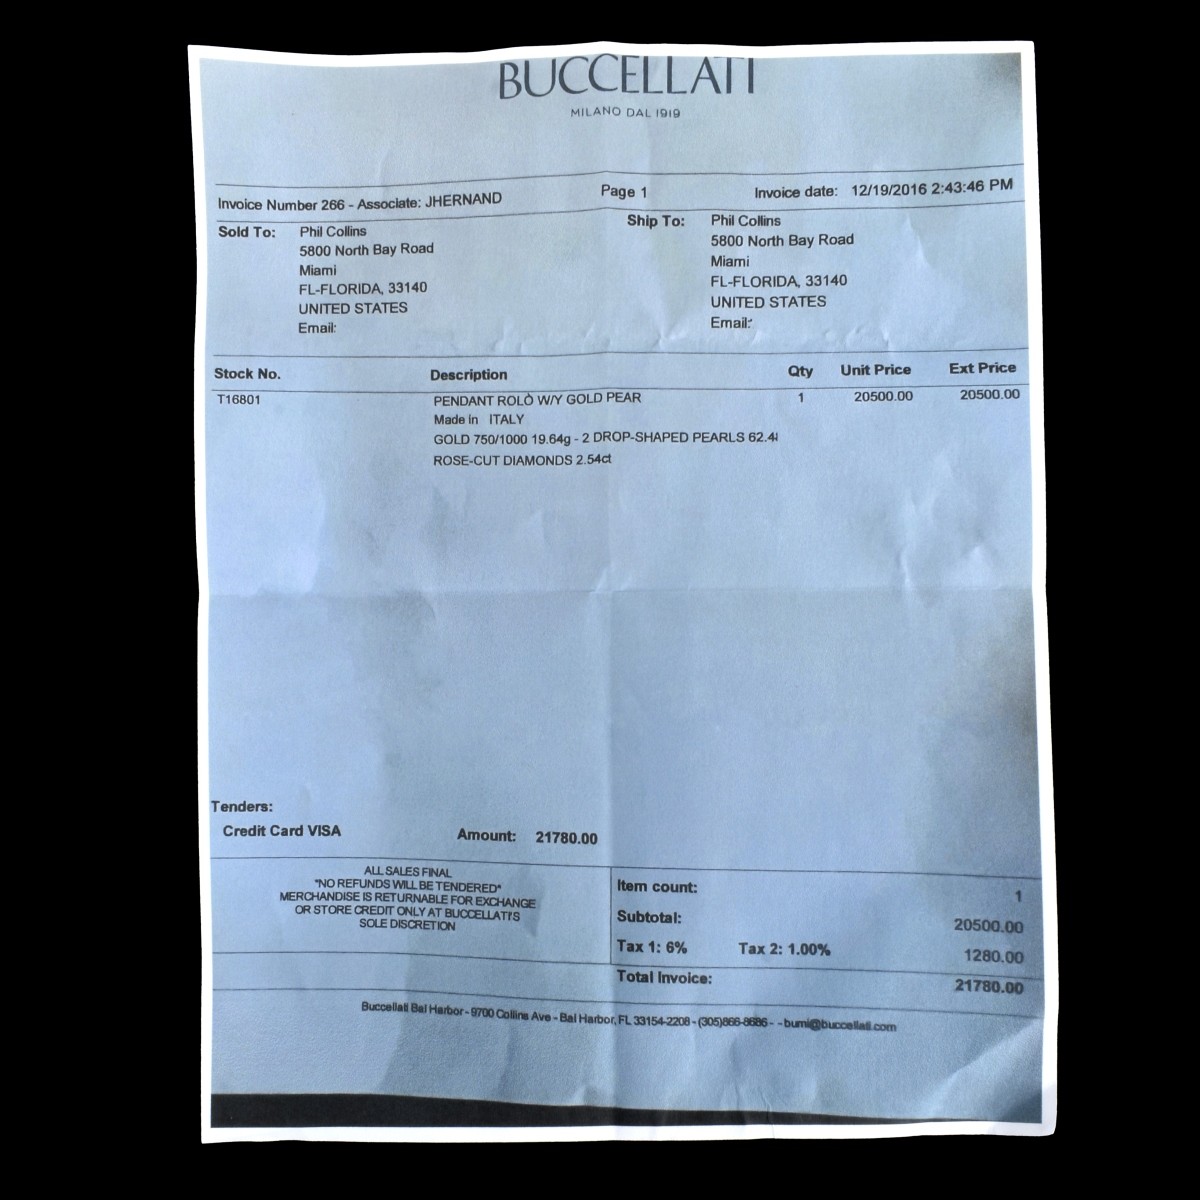 BUCCELLATI
MILANO DAL 1919
Invoice Number 266 - Associate: JHERNAND Page 1 Invoice date: 12/19/2016 2:43:46 PM
Sold To: Phil Collins Ship To: Phil Collins
5800 North Bay Road 5800 North Bay Road
Miami Miami
FL-FLORIDA, 33140 FL-FLORIDA, 33140
UNITED STATES UNITED STATES
Email: Email:
Stock No. Description Qty Unit Price Ext Price
T16801 PENDANT ROLÒ W/Y GOLD PEAR 1 20500.00 20500.00
Made in ITALY
GOLD 750/1000 19.64g - 2 DROP-SHAPED PEARLS 62.4
ROSE-CUT DIAMONDS 2.54ct
Tenders:
Credit Card VISA Amount: 21780.00
ALL SALES FINAL
*NO REFUNDS WILL BE TENDERED*
MERCHANDISE IS RETURNABLE FOR EXCHANGE
OR STORE CREDIT ONLY AT BUCCELLATI'S
SOLE DISCRETION
Item count: 1
Subtotal: 20500.00
Tax 1: 6% Tax 2: 1.00% 1280.00
Total Invoice: 21780.00
Buccellati Bal Harbor - 9700 Collins Ave - Bal Harbor, FL 33154-2208 - (305)866-8686 - - bumi@buccellati.com